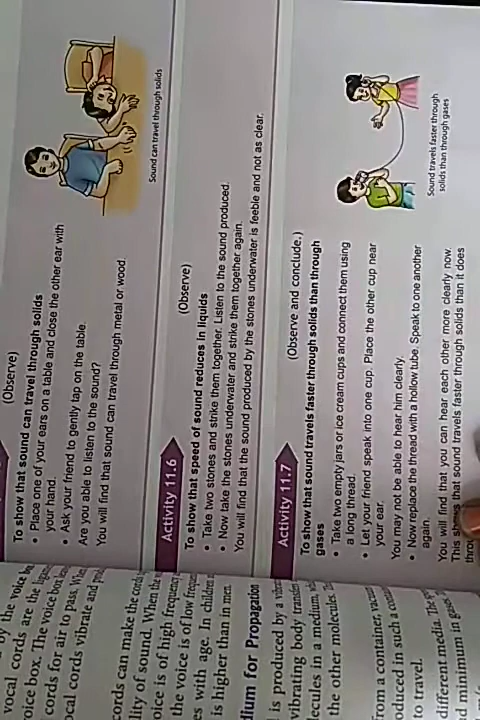 (Observe)
To show that sound can travel through solids
• Place one of your ears on a table and close the other ear with
your hand.
• Ask your friend to gently tap on the table.
Are you able to listen to the sound?
You will find that sound can travel through metal or wood.
Sound can travel through solids
Activity 11.6
(Observe)
To show that speed of sound reduces in liquids
• Take two stones and strike them together. Listen to the sound produced.
• Now take the stones underwater and strike them together again.
You will find that the sound produced by the stones underwater is feeble and not as clear.
Activity 11.7
(Observe and conclude.)
To show that sound travels faster through solids than through
gases
• Take two empty jars or ice cream cups and connect them using
a long thread.
• Let your friend speak into one cup. Place the other cup near
your ear.
You may not be able to hear him clearly.
• Now replace the thread with a hollow tube. Speak to one another
again.
You will find that you can hear each other more clearly now.
This that sound travels faster through solids than it does
Sound travels faster through
solids than through gases
by the voice
vocal cords are the
voice box. The voice box
cords for air to pass.
vocal cords vibrate and
cords can make the
of sound. When the
voice is of high frequency
the voice is of low
with age. In children
is higher than in men
for Propagation
is produced by a
vibrating body
in a medium,
the other molecules.
from a container,
produced in such a
to travel.
different media. The
minimum in gases